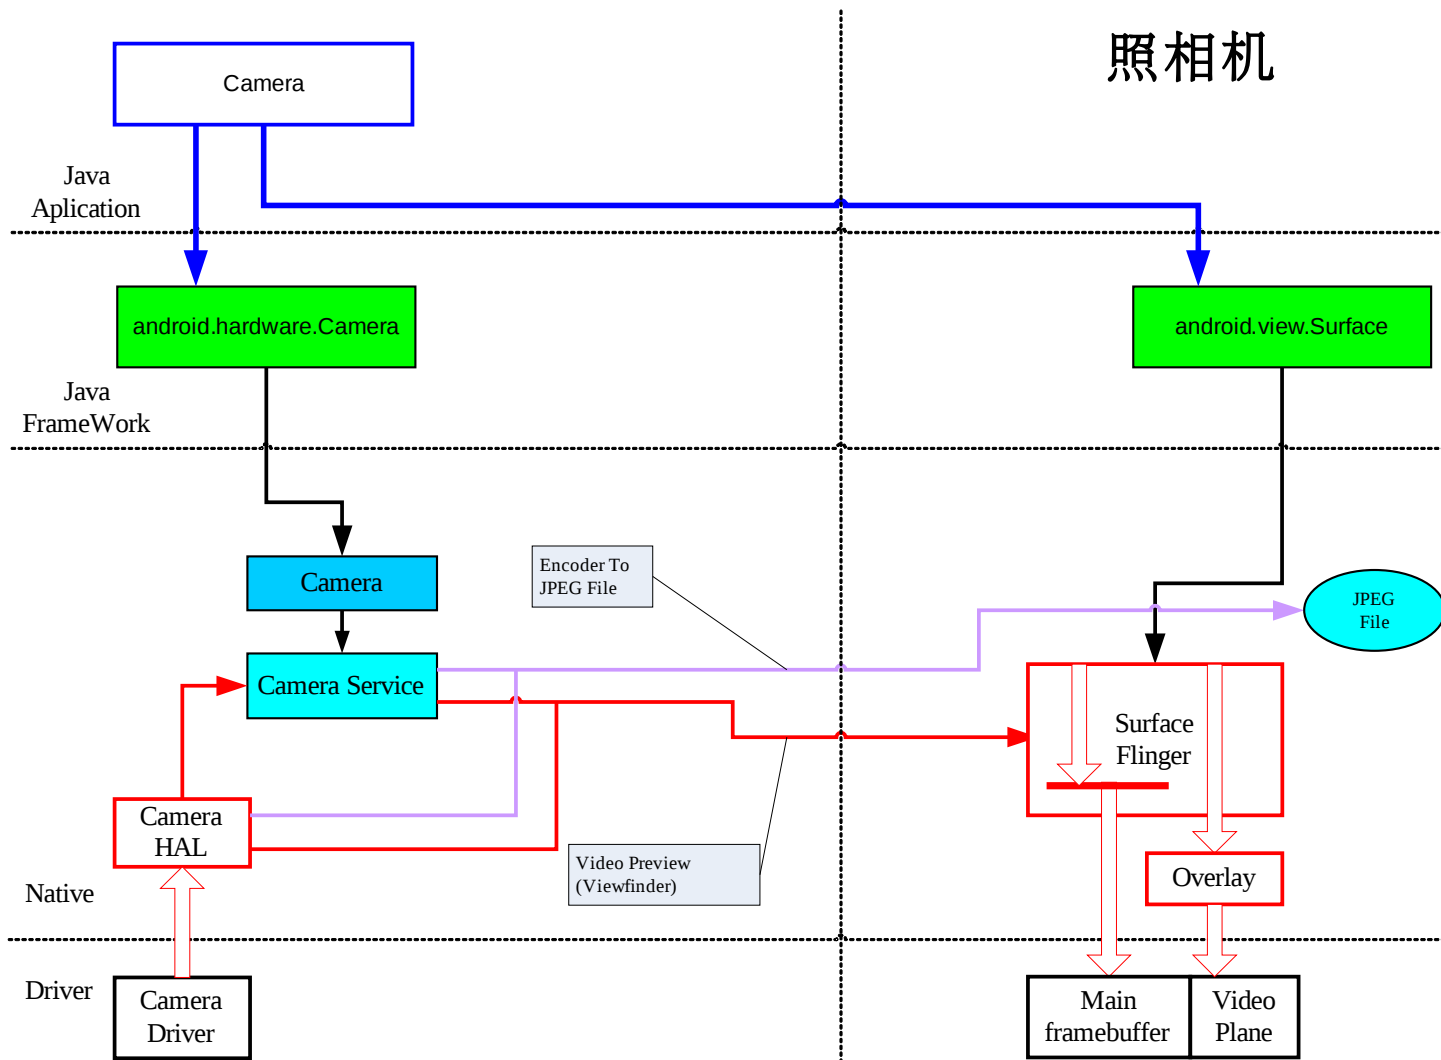 照相机
Camera
Java
Aplication
android.hardware.Camera
android.view.Surface
Java
FrameWork
Encoder To
JPEG File
Camera
JPEG
File
Camera Service
Surface
Flinger
Camera
HAL
Video Preview
(Viewfinder)
Overlay
Native
Driver
Camera
Driver
Main
framebuffer
Video
Plane